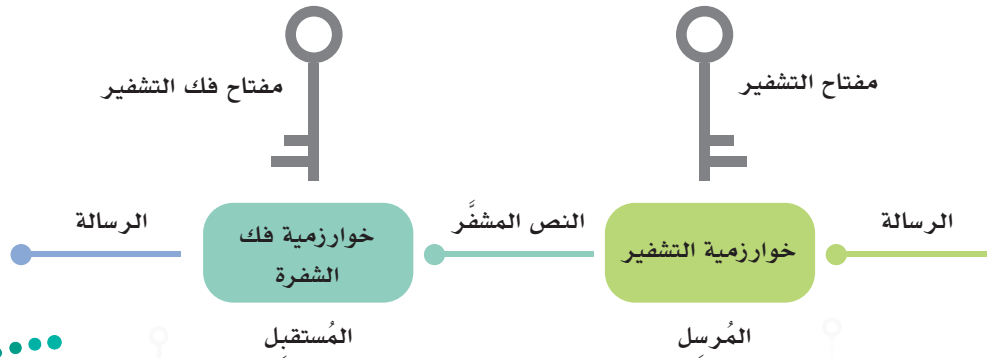 مفتاح التشفير
مفتاح فك التشفير
الرسالة
خوارزمية التشفير
النص المشفَّر
خوارزمية فك
الشفرة
الرسالة
المُرسِل
المُستقبِل